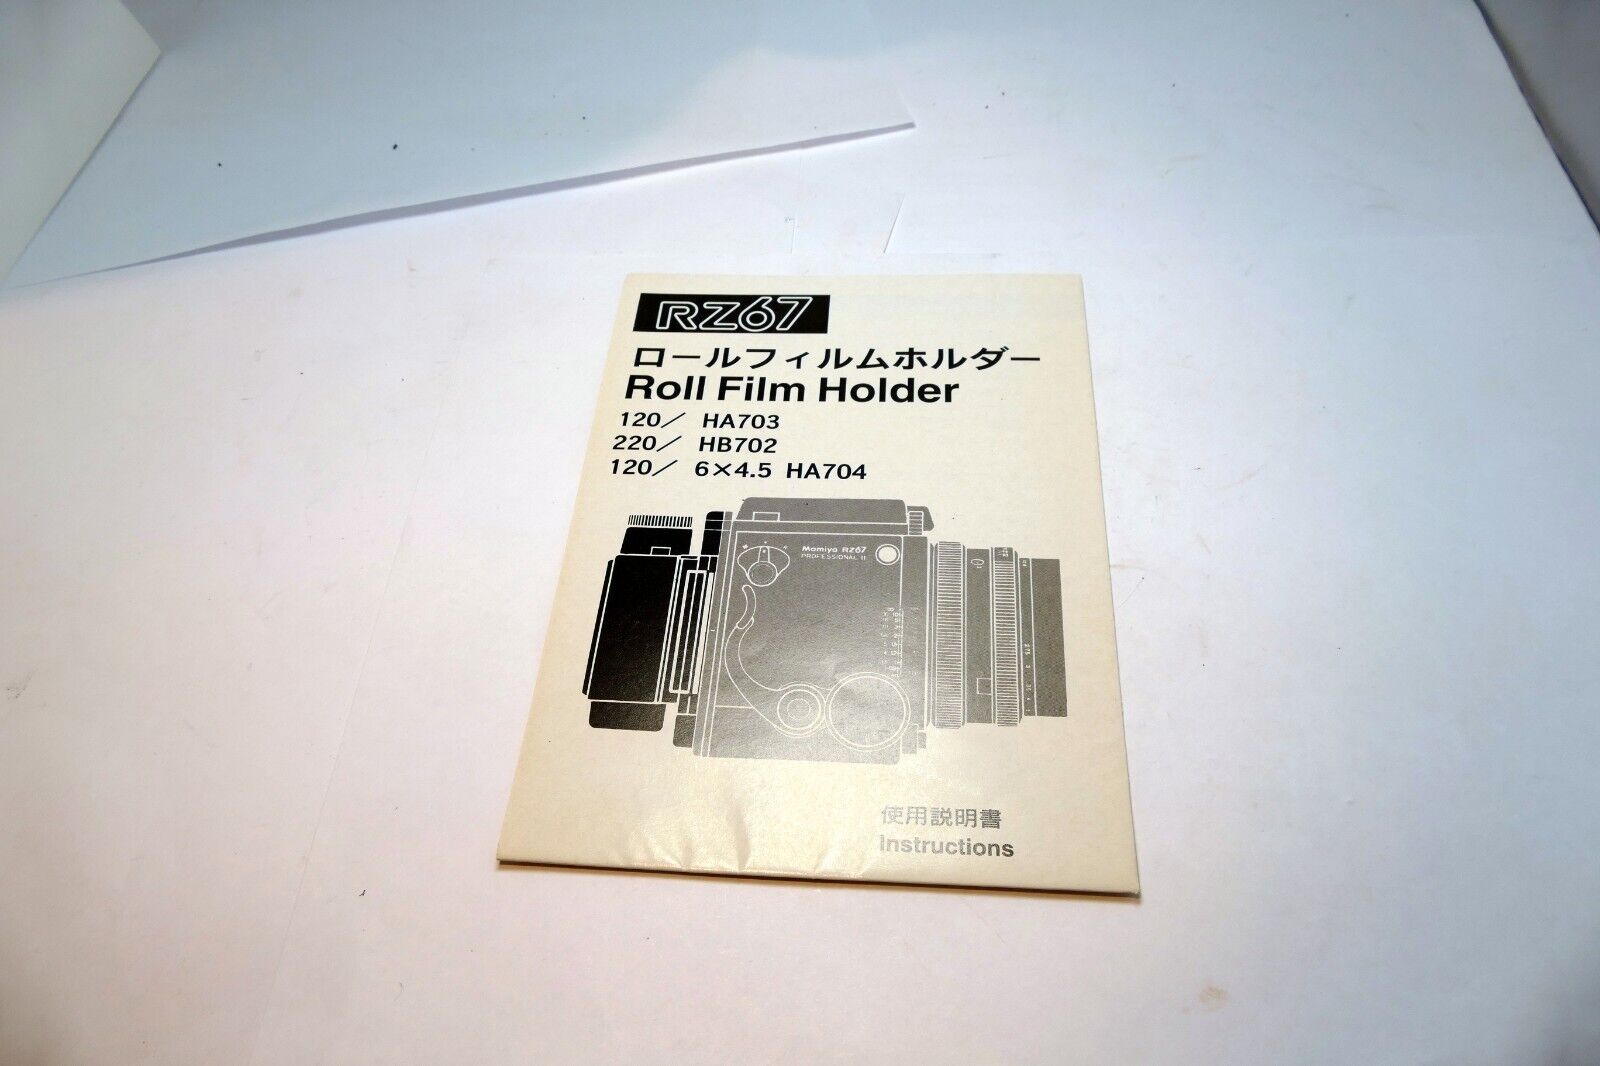 RZ67
ロールフィルムホルダー
Roll Film Holder
120／ HA703
220／ HB702
120／ 6×4.5 HA704
Mamiya RZ67
PROFESSIONAL II
使用説明書
Instructions